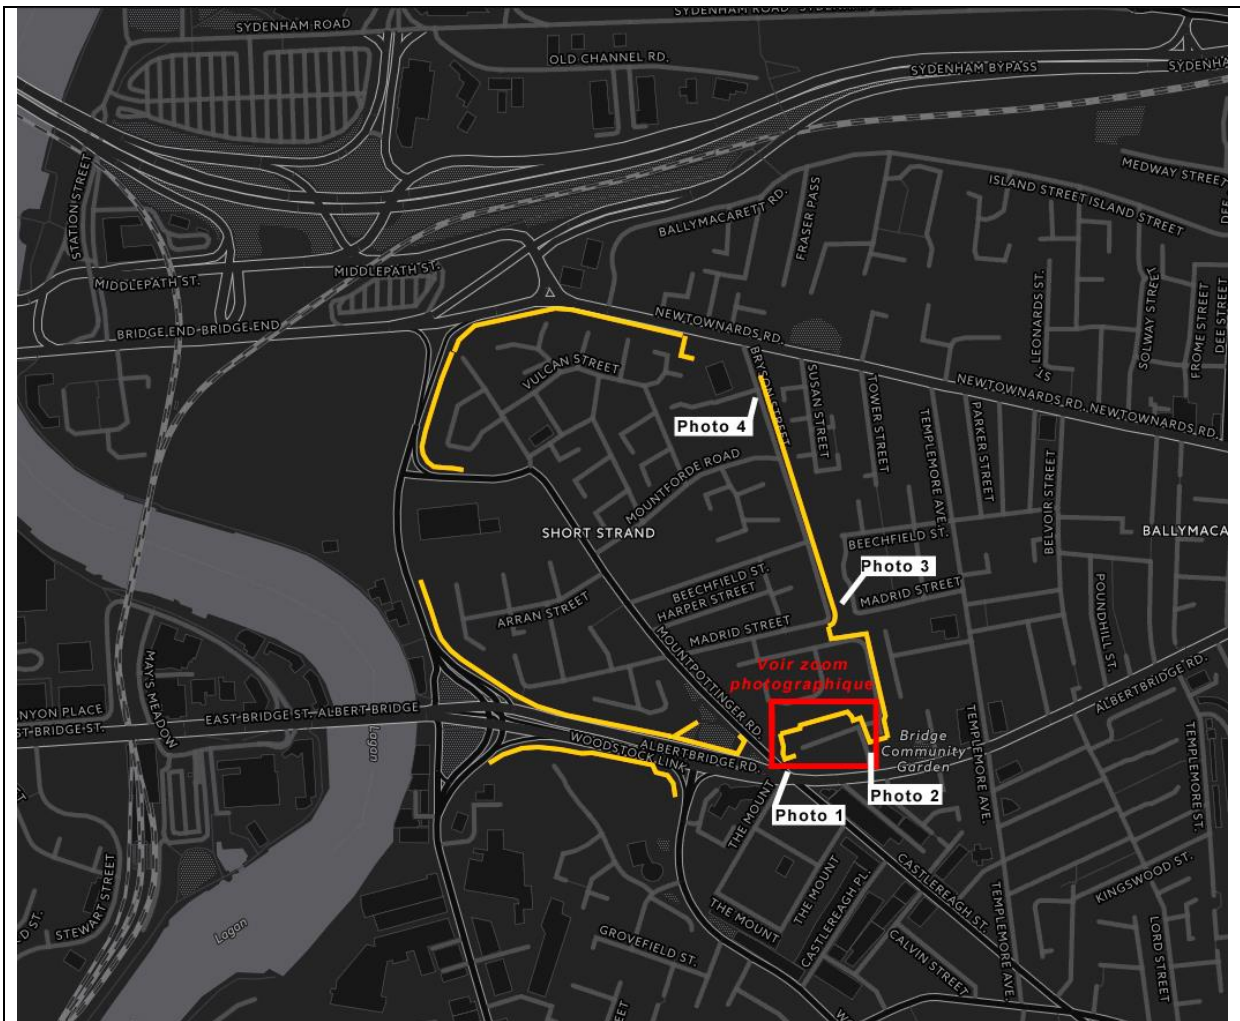 SYDENHAM ROAD
SYDENHAM ROAD
OLD CHANNEL RD.
SYDENHAM BYPASS
MEDWAY STREET
STATION STREET
ISLAND STREET
ISLAND STREET
DEE
BALLYMACARETT RD.
FRASER PASS
MIDDLEPATH ST.
MIDDLEPATH ST.
BRIDGE END
BRIDGE END
NEWTOWNARDS RD.
ST. LEONARDS ST.
SOLWAY STREET
FROME STREET
DEE STREET
VULCAN STREET
BRYSON STREET
SUSAN STREET
TOWER STREET
TEMPLEMORE AVE.
PARKER STREET
NEWTOWNARDS RD.
NEWTOWNARDS RD.
Photo 4
MOUNTFORDE ROAD
BELVOIR STREET
SHORT STRAND
BEECHFIELD ST.
BALLYMACA
Photo 3
MADRID STREET
BEECHFIELD ST.
HARPER STREET
ARRAN STREET
MADRID STREET
POUNDHILL ST.
MOUNTPOTTINGER RD.
Voir zoom
photographique
MAY'S MEADOW
ALBERTBRIDGE RD.
ANYON PLACE
ST BRIDGE ST.
EAST BRIDGE ST.
ALBERT BRIDGE
Lagan
WOODSTOCK LINK
ALBERTBRIDGE RD.
Bridge
Community
Garden
TEMPLEMORE AVE.
TEMPLEMORE ST.
Photo 2
Photo 1
THE MOUNT
STEWART STREET
LD ST.
Lagan
THE MOUNT
THE MOUNT
CASTLEREAGH PL.
CASTLEREAGH ST.
KINGSWOOD ST.
GROVEFIELD ST.
CALVIN STREET
TEMPLEMORE AVE.
LORD STREET